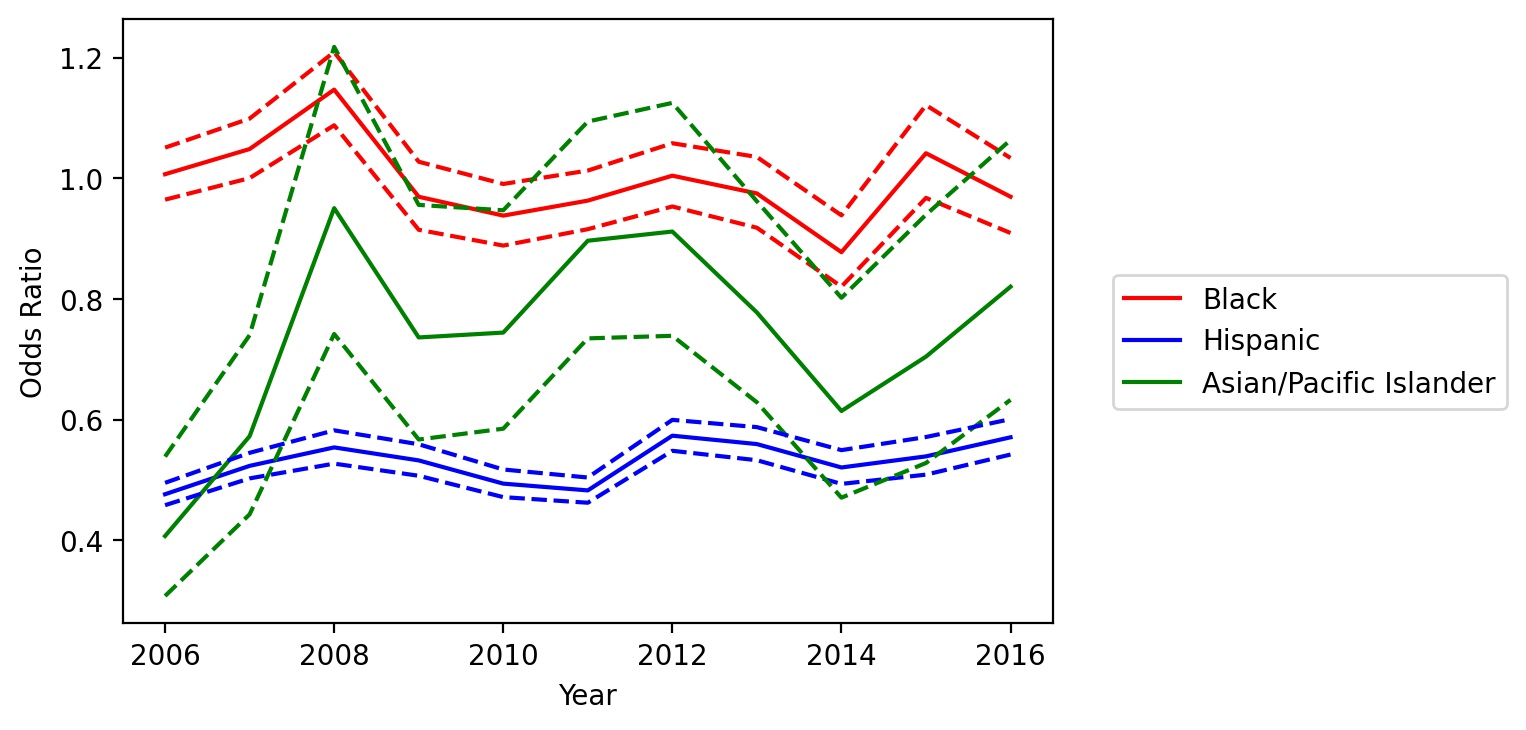 1.2
1.0
0.8
0.6
0.4
Odds Ratio
2006 2008 2010 2012 2014 2016
Year
Black
Hispanic
Asian/Pacific Islander